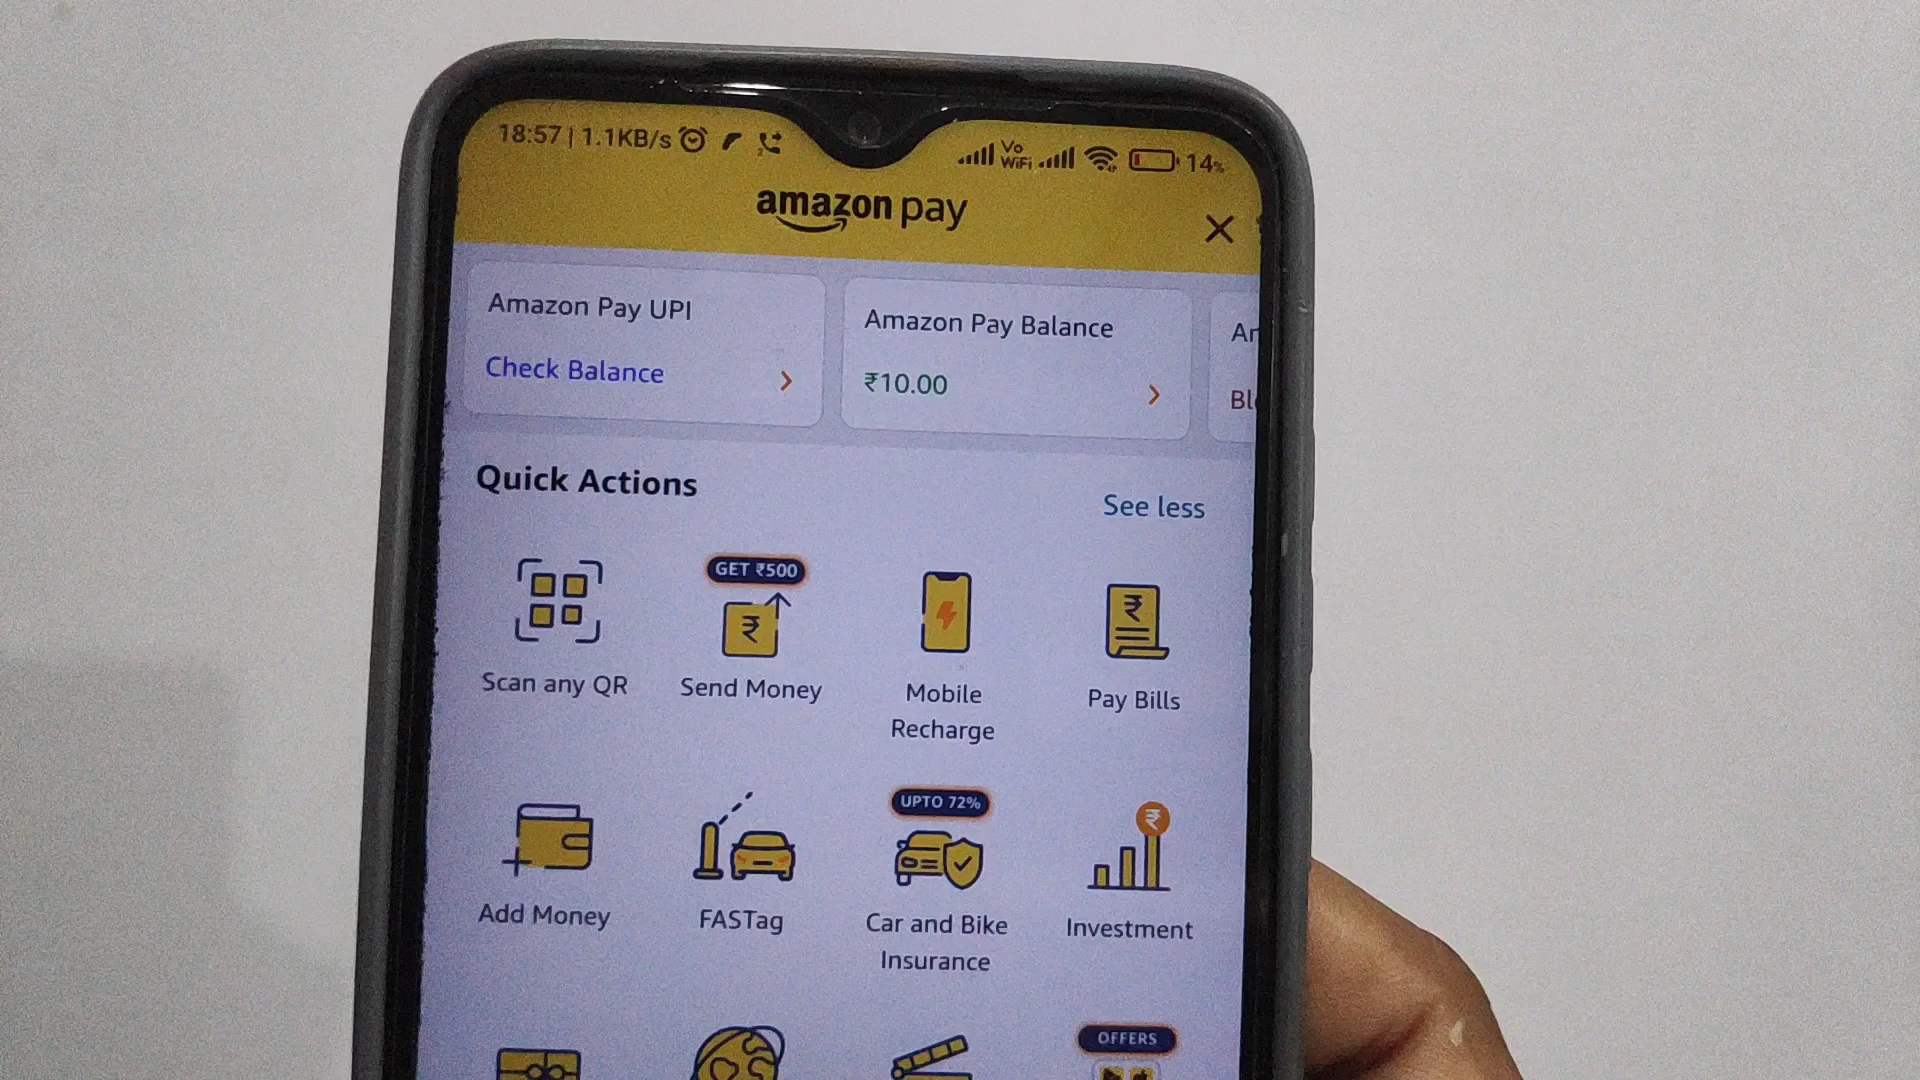 18:57 | 1.1KB/s
Vo
WiFi
14%
amazon pay
Amazon Pay UPI
Check Balance
Amazon Pay Balance
₹10.00
Quick Actions
See less
Scan any QR
GET ₹500
₹
Send Money
Mobile
Recharge
₹
Pay Bills
Add Money
FASTag
UPTO 72%
Car and Bike
Insurance
₹
Investment
OFFERS